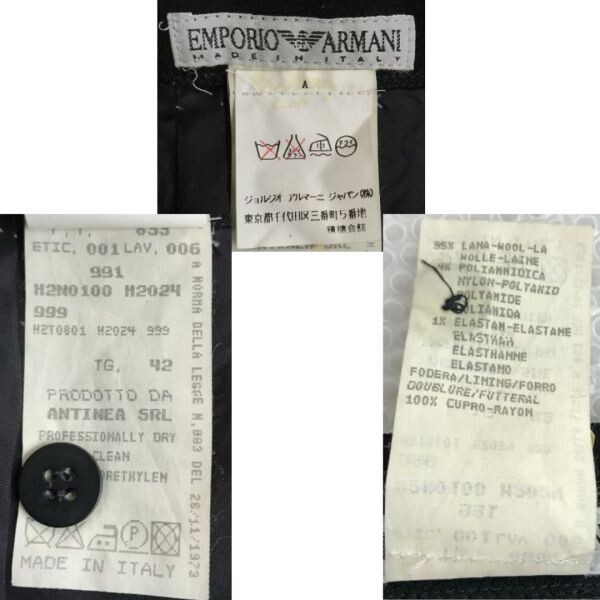 EMPORIO ARMANI
MADE IN ITALY
A
ジョルジオ アルマーニ ジャパン(株)
東京都千代田区三番町5番地
ETIC. 001 LAV. 006
991
H2N0100 H2024
999
H2T0801 H2024 999
TG. 42
PRODOTTO DA
ANTINEA SRL
PROFESSIONALLY DRY
CLEAN
MADE IN ITALY
A NORMA DELLA LEGGE N.883 DEL 26/11/1973
95% LANA-WOOL-LA
WOLLE-LAINE
POLIAMMIDICA
NYLON-POLYAMID
POLYAMIDE
POLIAMIDA
1% ELASTAM-ELASTANE
ELASTHAN
ELASTHANNE
ELASTANO
FODERA/LINING/FORRO
DOUBLURE/FUTTERAL
100% CUPRO-RAYON